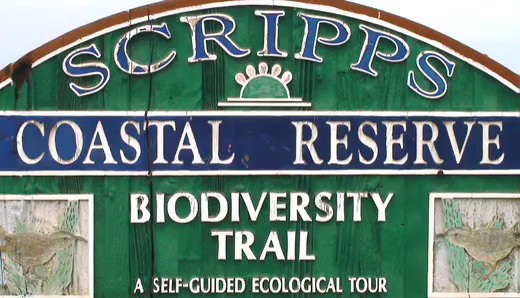 SCRIPPS
COASTAL RESERVE
BIODIVERSITY
TRAIL
A SELF-GUIDED ECOLOGICAL TOUR